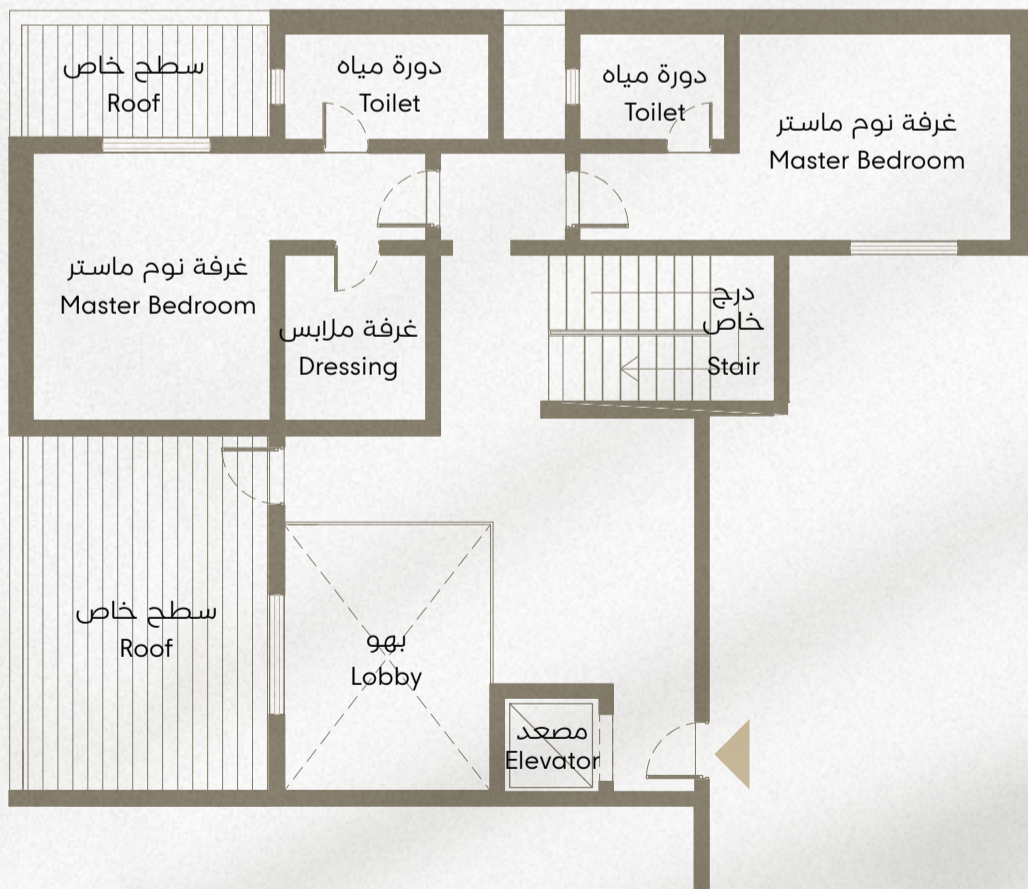 سطح خاص
Roof
دورة مياه
Toilet
دورة مياه
Toilet
غرفة نوم ماستر
Master Bedroom
غرفة نوم ماستر
Master Bedroom
غرفة ملابس
Dressing
درج
خاص
Stair
سطح خاص
Roof
بهو
Lobby
مصعد
Elevator